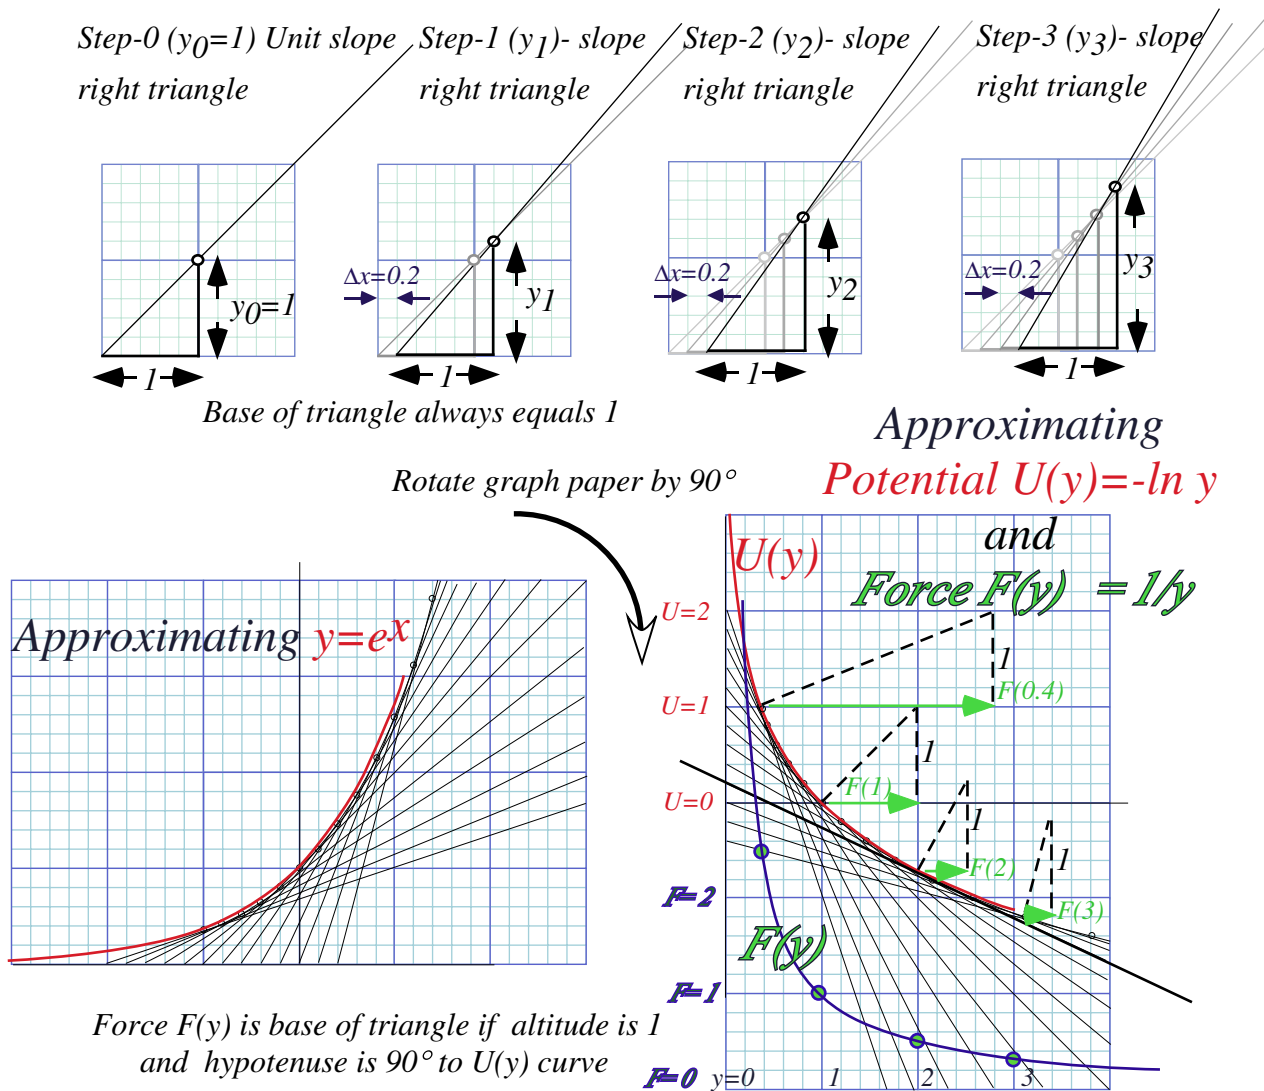 Step-0 (y0=1) Unit slope
right triangle
Step-1 (y1)- slope
right triangle
Step-2 (y2)- slope
right triangle
Step-3 (y3)- slope
right triangle
y0=1
1
Δx=0.2
y1
1
Δx=0.2
y2
1
Δx=0.2
y3
1
Base of triangle always equals 1
Rotate graph paper by 90°
Approximating
Potential U(y)=-ln y
and
Force F(y) =1/y
Approximating y=e^x
U(y)
U=2
U=1
U=0
1
F(0.4)
1
F(1)
1
F(2)
1
F(3)
F=2
F(y)
F=1
F=0 y=0 1 2 3
Force F(y) is base of triangle if altitude is 1
and hypotenuse is 90° to U(y) curve